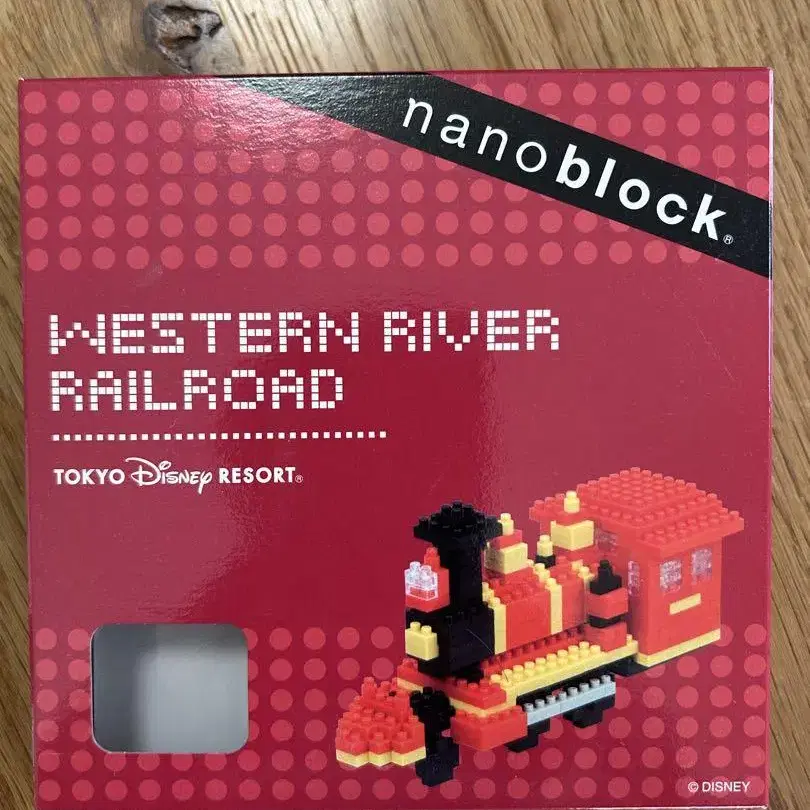 nanoblock®
WESTERN RIVER
RAILROAD
TOKYO Disney RESORT®
© DISNEY